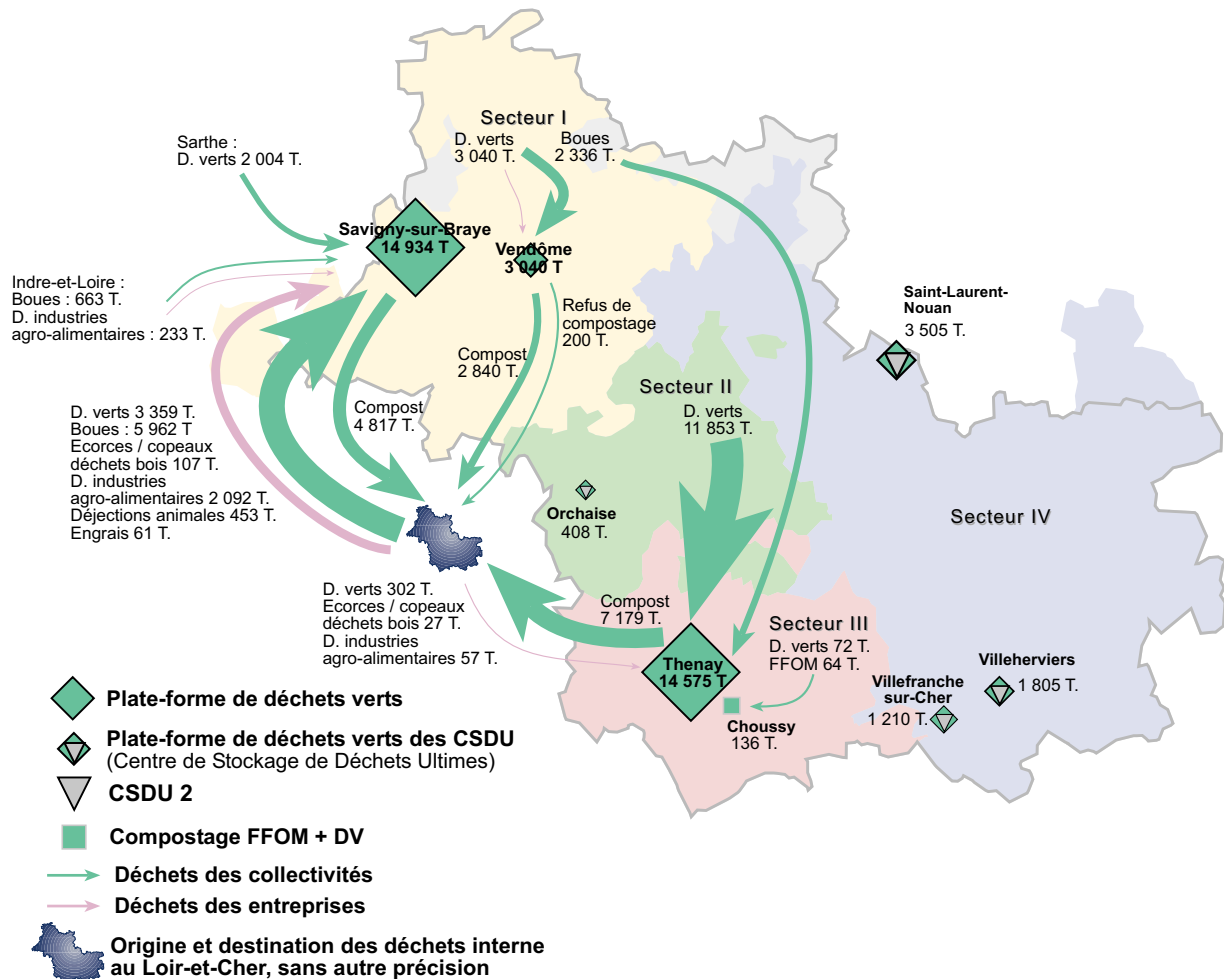 Secteur I
D. verts
3 040 T.
Boues
2 336 T.
Sarthe :
D. verts 2 004 T.
Savigny-sur-Braye
14 934 T
Vendôme
3 040 T
Indre-et-Loire :
Boues : 663 T.
D. industries
agro-alimentaires : 233 T.
Refus de
compostage
200 T.
Compost
2 840 T.
Saint-Laurent-
Nouan
3 505 T.
Secteur II
D. verts
11 853 T.
Compost
4 817 T.
D. verts 3 359 T.
Boues : 5 962 T
Ecorces / copeaux
déchets bois 107 T.
D. industries
agro-alimentaires 2 092 T.
Déjections animales 453 T.
Engrais 61 T.
Orchaise
408 T.
Secteur IV
D. verts 302 T.
Ecorces / copeaux
déchets bois 27 T.
D. industries
agro-alimentaires 57 T.
Compost
7 179 T.
Secteur III
D. verts 72 T.
FFOM 64 T.
Thenay
14 575 T
Choussy
136 T.
Villefranche
sur-Cher
1 210 T.
Villeherviers
1 805 T.
Plate-forme de déchets verts
Plate-forme de déchets verts des CSDU
(Centre de Stockage de Déchets Ultimes)
CSDU 2
Compostage FFOM + DV
Déchets des collectivités
Déchets des entreprises
Origine et destination des déchets interne
au Loir-et-Cher, sans autre précision